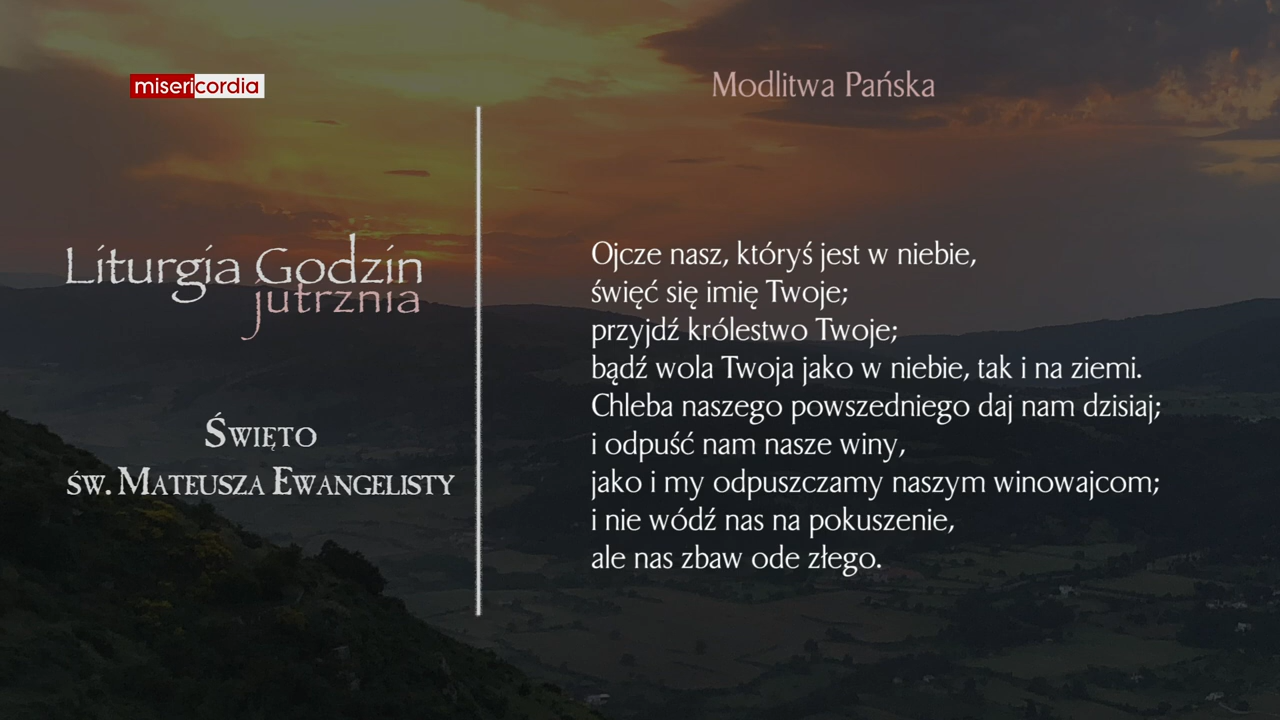 misericordia
Liturgia Godzin
jutrznia
Święto
św. Mateusza Ewangelisty
Modlitwa Pańska
Ojcze nasz, któryś jest w niebie,
święć się imię Twoje;
przyjdź królestwo Twoje;
bądź wola Twoja jako w niebie, tak i na ziemi.
Chleba naszego powszedniego daj nam dzisiaj;
i odpuść nam nasze winy,
jako i my odpuszczamy naszym winowajcom;
i nie wódź nas na pokuszenie,
ale nas zbaw ode złego.